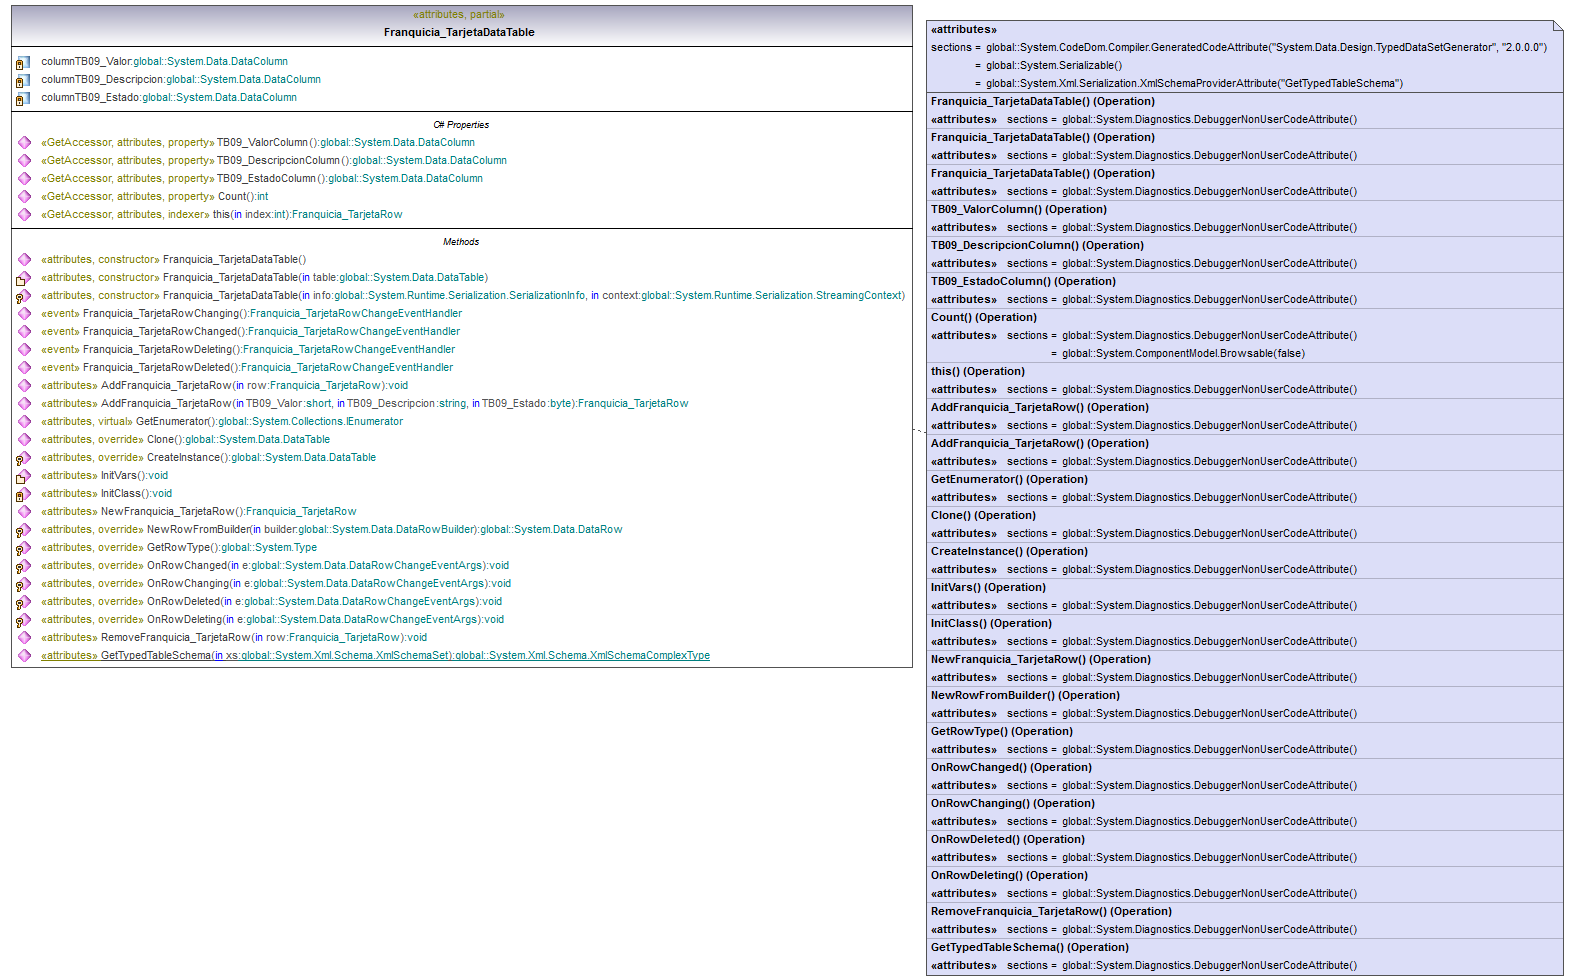 «attributes, partial»
Franquicia_TarjetaDataTable
columnTB09_Valor:global::System.Data.DataColumn
columnTB09_Descripcion:global::System.Data.DataColumn
columnTB09_Estado:global::System.Data.DataColumn
C# Properties
«GetAccessor, attributes, property» TB09_ValorColumn():global::System.Data.DataColumn
«GetAccessor, attributes, property» TB09_DescripcionColumn():global::System.Data.DataColumn
«GetAccessor, attributes, property» TB09_EstadoColumn():global::System.Data.DataColumn
«GetAccessor, attributes, property» Count():int
«GetAccessor, attributes, indexer» this(in index:int):Franquicia_TarjetaRow
Methods
«attributes, constructor» Franquicia_TarjetaDataTable()
«attributes, constructor» Franquicia_TarjetaDataTable(in table:global::System.Data.DataTable)
«attributes, constructor» Franquicia_TarjetaDataTable(in info:global::System.Runtime.Serialization.SerializationInfo, in context:global::System.Runtime.Serialization.StreamingContext)
«event» Franquicia_TarjetaRowChanging():Franquicia_TarjetaRowChangeEventHandler
«event» Franquicia_TarjetaRowChanged():Franquicia_TarjetaRowChangeEventHandler
«event» Franquicia_TarjetaRowDeleting():Franquicia_TarjetaRowChangeEventHandler
«event» Franquicia_TarjetaRowDeleted():Franquicia_TarjetaRowChangeEventHandler
«attributes» AddFranquicia_TarjetaRow(in row:Franquicia_TarjetaRow):void
«attributes» AddFranquicia_TarjetaRow(in TB09_Valor:short, in TB09_Descripcion:string, in TB09_Estado:byte):Franquicia_TarjetaRow
«attributes, virtual» GetEnumerator():global::System.Collections.IEnumerator
«attributes, override» Clone():global::System.Data.DataTable
«attributes, override» CreateInstance():global::System.Data.DataTable
«attributes» InitVars():void
«attributes» InitClass():void
«attributes» NewFranquicia_TarjetaRow():Franquicia_TarjetaRow
«attributes, override» NewRowFromBuilder(in builder:global::System.Data.DataRowBuilder):global::System.Data.DataRow
«attributes, override» GetRowType():global::System.Type
«attributes, override» OnRowChanged(in e:global::System.Data.DataRowChangeEventArgs):void
«attributes, override» OnRowChanging(in e:global::System.Data.DataRowChangeEventArgs):void
«attributes, override» OnRowDeleted(in e:global::System.Data.DataRowChangeEventArgs):void
«attributes, override» OnRowDeleting(in e:global::System.Data.DataRowChangeEventArgs):void
«attributes» RemoveFranquicia_TarjetaRow(in row:Franquicia_TarjetaRow):void
«attributes» GetTypedTableSchema(in xs:global::System.Xml.Schema.XmlSchemaSet):global::System.Xml.Schema.XmlSchemaComplexType
«attributes»
sections = global::System.CodeDom.Compiler.GeneratedCodeAttribute("System.Data.Design.TypedDataSetGenerator", "2.0.0.0")
= global::System.Serializable()
= global::System.Xml.Serialization.XmlSchemaProviderAttribute("GetTypedTableSchema")
Franquicia_TarjetaDataTable() (Operation)
«attributes» sections = global::System.Diagnostics.DebuggerNonUserCodeAttribute()
Franquicia_TarjetaDataTable() (Operation)
«attributes» sections = global::System.Diagnostics.DebuggerNonUserCodeAttribute()
Franquicia_TarjetaDataTable() (Operation)
«attributes» sections = global::System.Diagnostics.DebuggerNonUserCodeAttribute()
TB09_ValorColumn() (Operation)
«attributes» sections = global::System.Diagnostics.DebuggerNonUserCodeAttribute()
TB09_DescripcionColumn() (Operation)
«attributes» sections = global::System.Diagnostics.DebuggerNonUserCodeAttribute()
TB09_EstadoColumn() (Operation)
«attributes» sections = global::System.Diagnostics.DebuggerNonUserCodeAttribute()
Count() (Operation)
«attributes» sections = global::System.Diagnostics.DebuggerNonUserCodeAttribute()
= global::System.ComponentModel.Browsable(false)
this() (Operation)
«attributes» sections = global::System.Diagnostics.DebuggerNonUserCodeAttribute()
AddFranquicia_TarjetaRow() (Operation)
«attributes» sections = global::System.Diagnostics.DebuggerNonUserCodeAttribute()
AddFranquicia_TarjetaRow() (Operation)
«attributes» sections = global::System.Diagnostics.DebuggerNonUserCodeAttribute()
GetEnumerator() (Operation)
«attributes» sections = global::System.Diagnostics.DebuggerNonUserCodeAttribute()
Clone() (Operation)
«attributes» sections = global::System.Diagnostics.DebuggerNonUserCodeAttribute()
CreateInstance() (Operation)
«attributes» sections = global::System.Diagnostics.DebuggerNonUserCodeAttribute()
InitVars() (Operation)
«attributes» sections = global::System.Diagnostics.DebuggerNonUserCodeAttribute()
InitClass() (Operation)
«attributes» sections = global::System.Diagnostics.DebuggerNonUserCodeAttribute()
NewFranquicia_TarjetaRow() (Operation)
«attributes» sections = global::System.Diagnostics.DebuggerNonUserCodeAttribute()
NewRowFromBuilder() (Operation)
«attributes» sections = global::System.Diagnostics.DebuggerNonUserCodeAttribute()
GetRowType() (Operation)
«attributes» sections = global::System.Diagnostics.DebuggerNonUserCodeAttribute()
OnRowChanged() (Operation)
«attributes» sections = global::System.Diagnostics.DebuggerNonUserCodeAttribute()
OnRowChanging() (Operation)
«attributes» sections = global::System.Diagnostics.DebuggerNonUserCodeAttribute()
OnRowDeleted() (Operation)
«attributes» sections = global::System.Diagnostics.DebuggerNonUserCodeAttribute()
OnRowDeleting() (Operation)
«attributes» sections = global::System.Diagnostics.DebuggerNonUserCodeAttribute()
RemoveFranquicia_TarjetaRow() (Operation)
«attributes» sections = global::System.Diagnostics.DebuggerNonUserCodeAttribute()
GetTypedTableSchema() (Operation)
«attributes» sections = global::System.Diagnostics.DebuggerNonUserCodeAttribute()